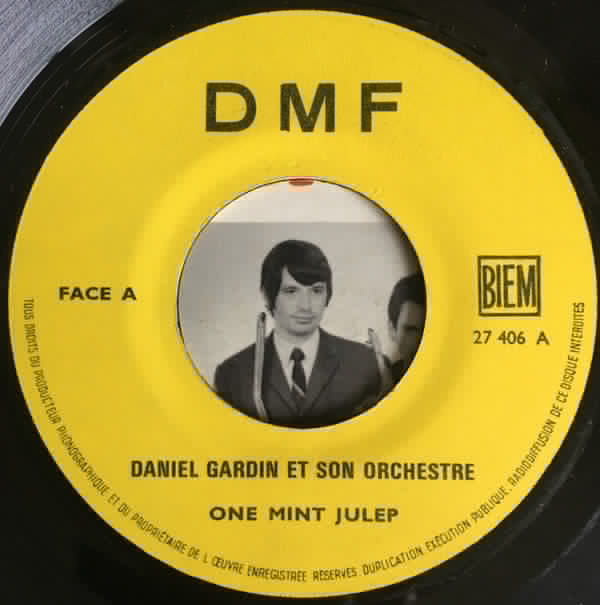 DMF
FACE A
BIEM
27 406 A
DANIEL GARDIN ET SON ORCHESTRE
ONE MINT JULEP
TOUS DROITS DU PRODUCTEUR PHONOGRAPHIQUE ET DU PROPRIÉTAIRE DE L'ŒUVRE ENREGISTRÉE RÉSERVÉS. DUPLICATION EXÉCUTION PUBLIQUE, RADIODIFFUSION DE CE DISQUE INTERDITES